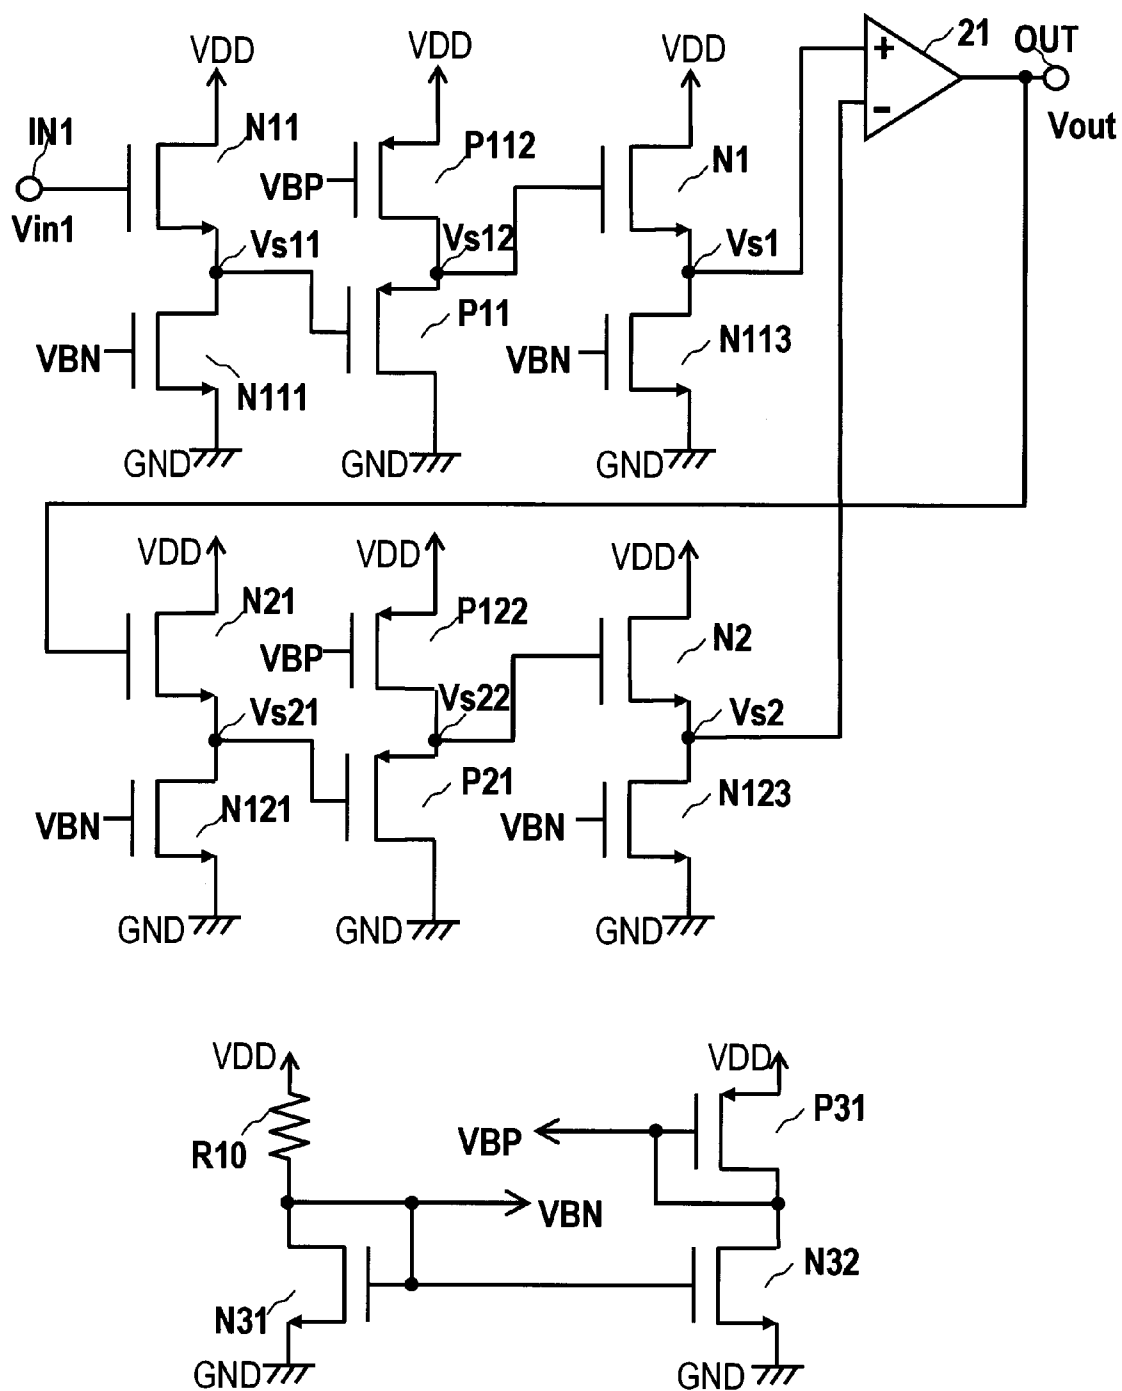 VDD
VDD
VDD
21
OUT
+
-
Vout
IN1
N11
P112
N1
VBP
Vin1
Vs11
Vs12
Vs1
P11
VBN
N111
VBN
N113
GND
GND
GND
VDD
VDD
VDD
N21
P122
N2
VBP
Vs21
Vs22
Vs2
P21
VBN
N121
VBN
N123
GND
GND
GND
VDD
VDD
R10
VBP
P31
VBN
N31
N32
GND
GND